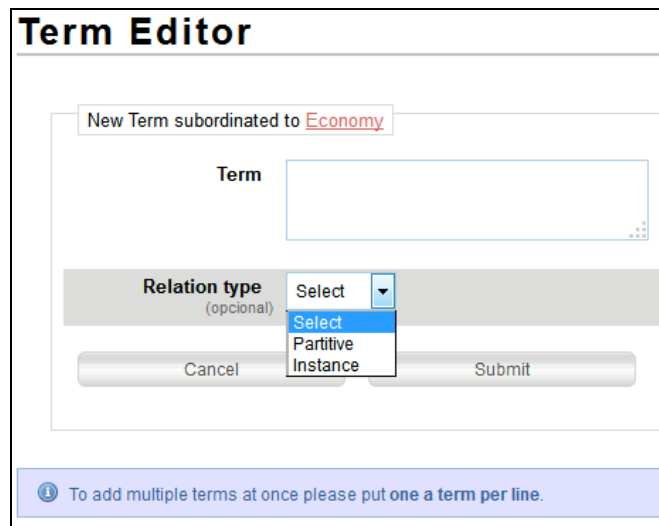 Term Editor
New Term subordinated to Economy
Term
Relation type
(opcional)
Select
Select
Partitive
Instance
Cancel
Submit
To add multiple terms at once please put one a term per line.